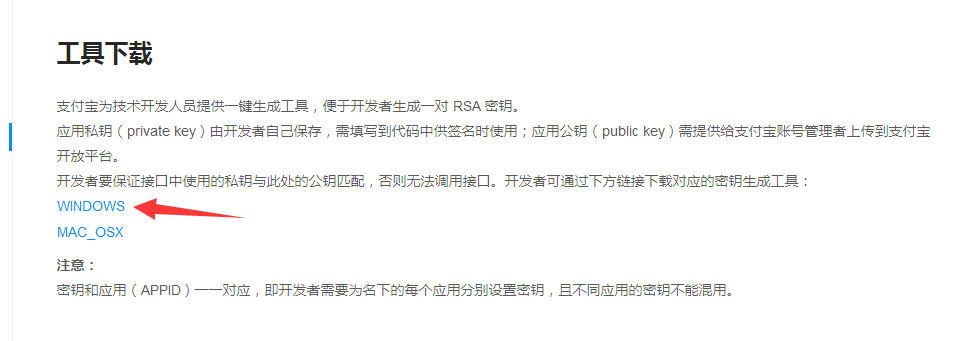 工具下载
支付宝为技术开发人员提供一键生成工具，便于开发者生成一对 RSA 密钥。
应用私钥（private key）由开发者自己保存，需填写到代码中供签名时使用；应用公钥（public key）需提供给支付宝账号管理者上传到支付宝
开放平台。
开发者要保证接口中使用的私钥与此处的公钥匹配，否则无法调用接口。开发者可通过下方链接下载对应的密钥生成工具：
WINDOWS
MAC_OSX
注意：
密钥和应用（APPID）一一对应，即开发者需要为名下的每个应用分别设置密钥，且不同应用的密钥不能混用。